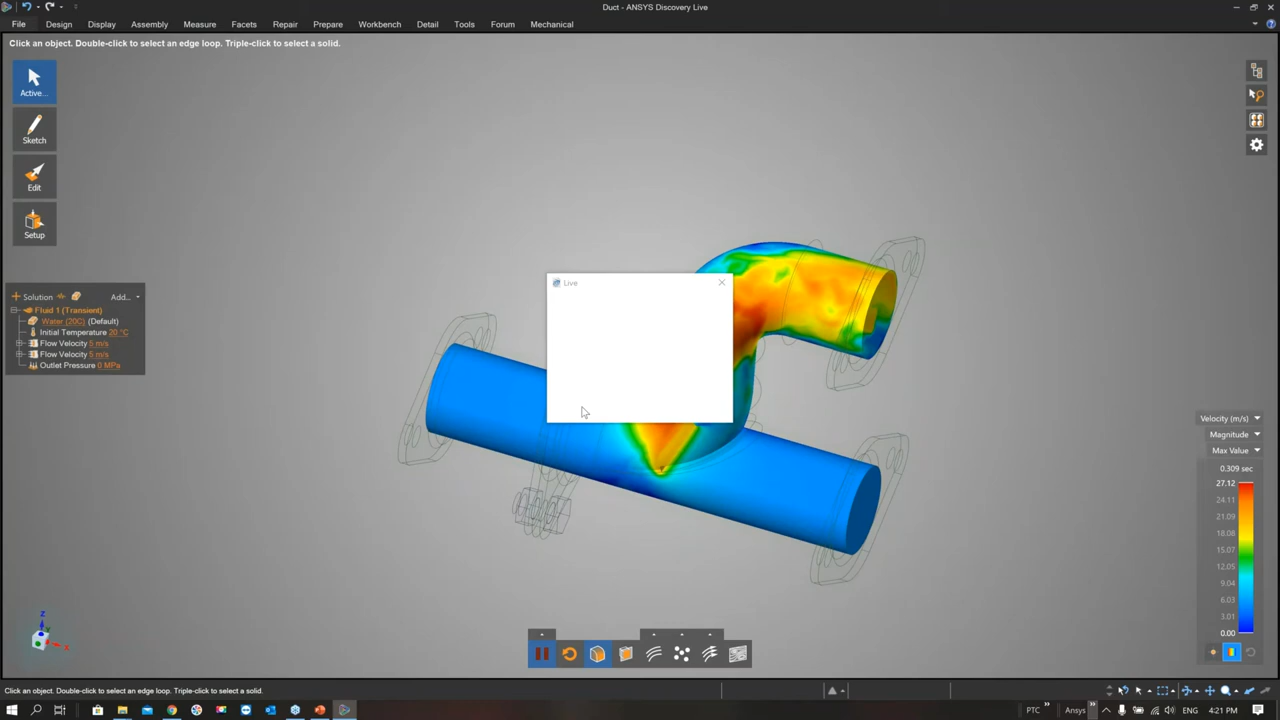 Duct - ANSYS Discovery Live
File Design Display Assembly Measure Facets Repair Prepare Workbench Detail Tools Forum Mechanical
Click an object. Double-click to select an edge loop. Triple-click to select a solid.
Active...
Sketch
Edit
Setup
Solution Add...
Fluid 1 (Transient)
Water (20C) (Default)
Initial Temperature 20 °C
Flow Velocity 5 m/s
Flow Velocity 5 m/s
Outlet Pressure 0 MPa
Live
Velocity (m/s)
Magnitude
Max Value
0.309 sec
27.12
24.11
21.09
18.08
15.07
12.05
9.04
6.03
3.01
0.00
Z
Y
X
Click an object. Double-click to select an edge loop. Triple-click to select a solid.
PTC Ansys ENG 4:21 PM